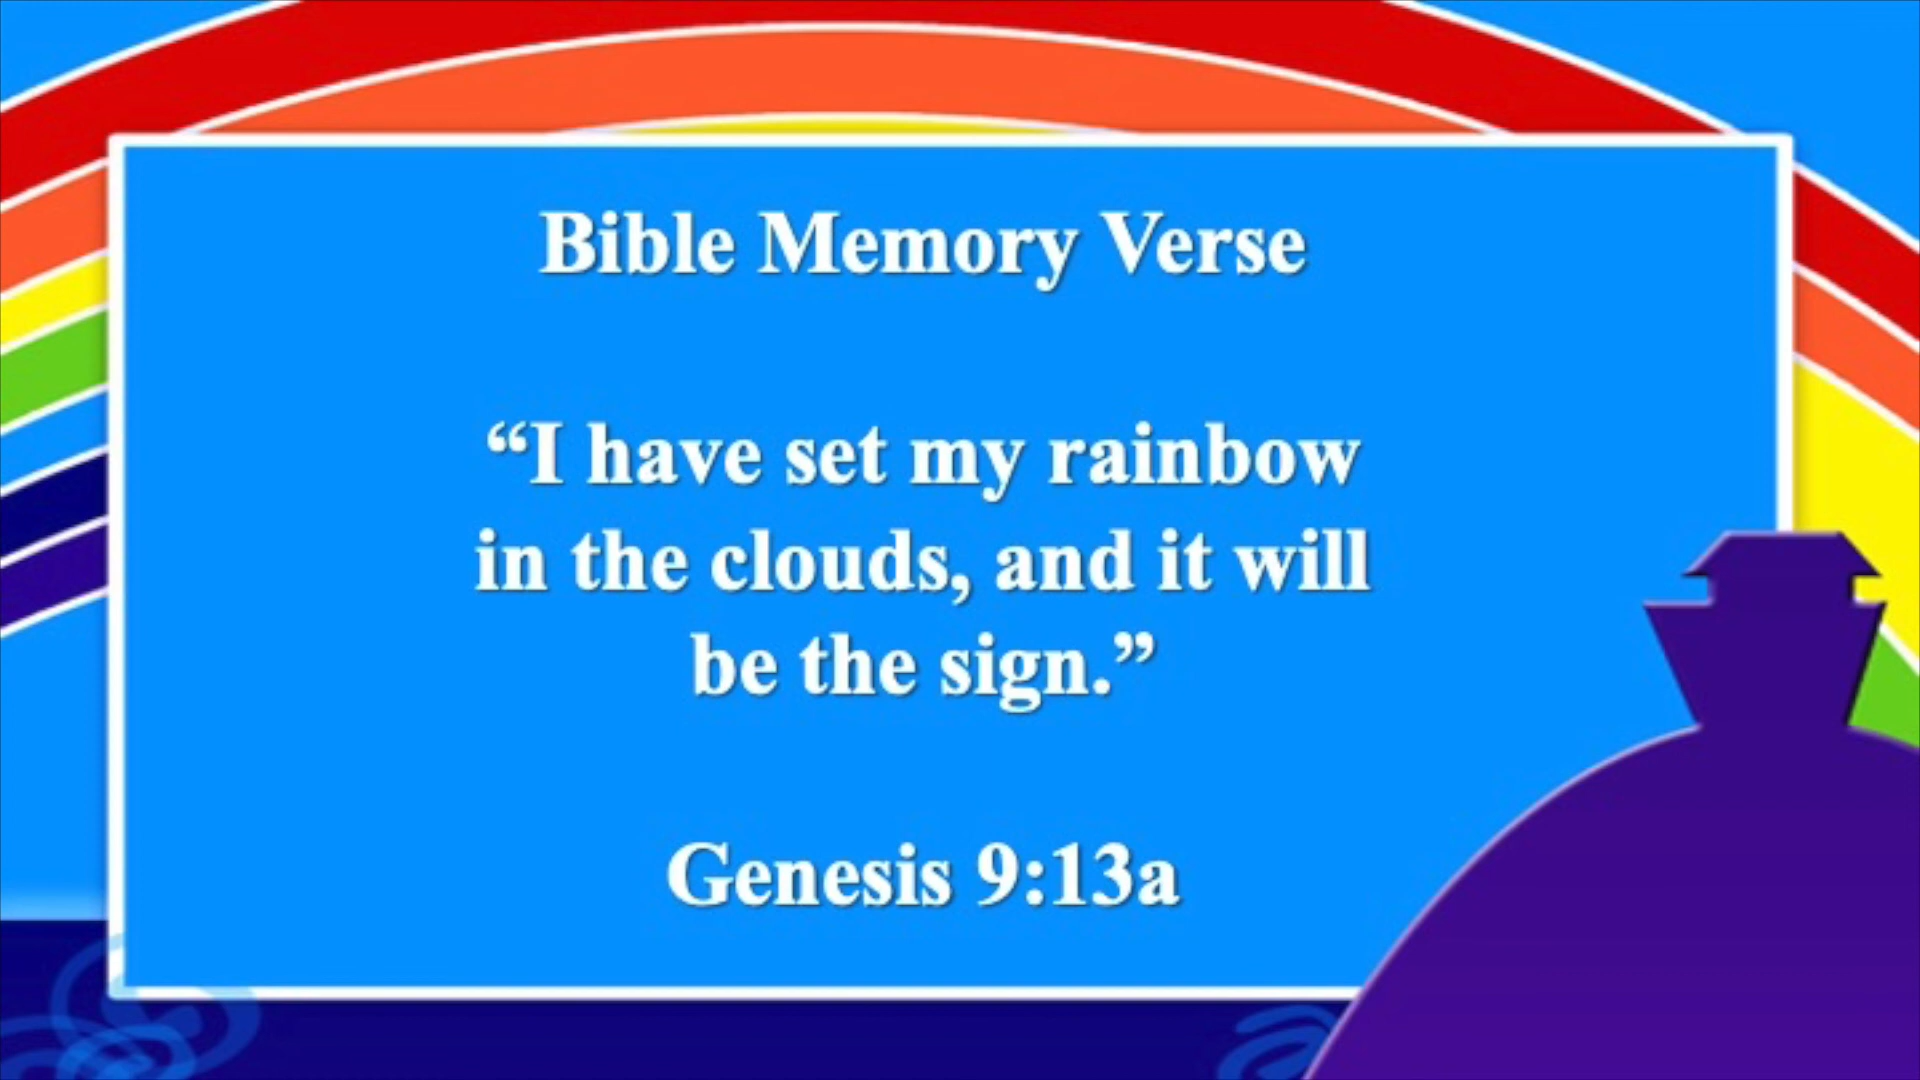 Bible Memory Verse
“I have set my rainbow
in the clouds, and it will
be the sign.”
Genesis 9:13a